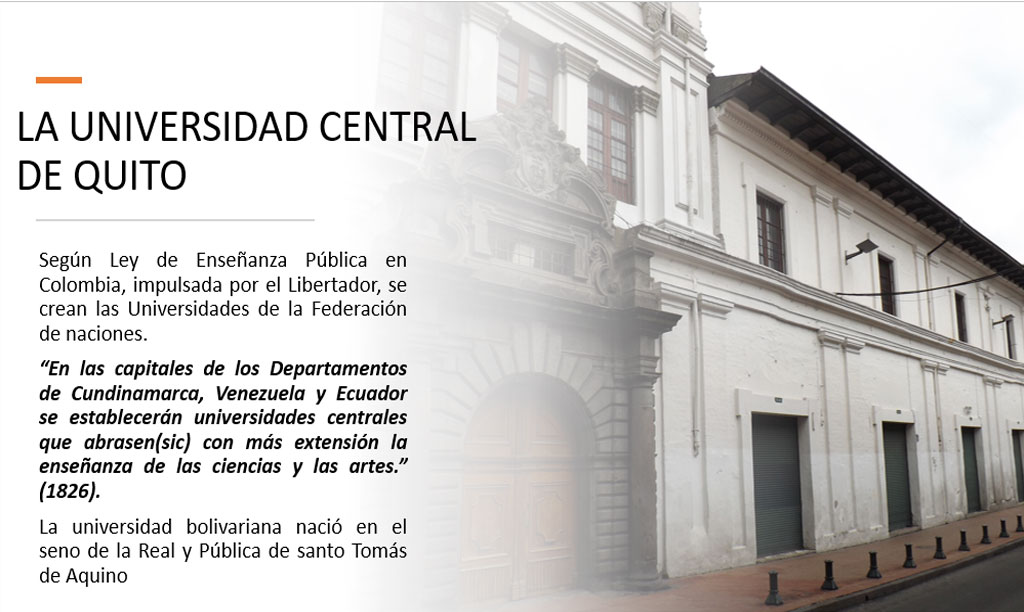 LA UNIVERSIDAD CENTRAL
DE QUITO
Según Ley de Enseñanza Pública en
Colombia, impulsada por el Libertador, se
crean las Universidades de la Federación
de naciones.
“En las capitales de los Departamentos
de Cundinamarca, Venezuela y Ecuador
se establecerán universidades centrales
que abrasen(sic) con más extensión la
enseñanza de las ciencias y las artes.”
(1826).
La universidad bolivariana nació en el
seno de la Real y Pública de santo Tomás
de Aquino